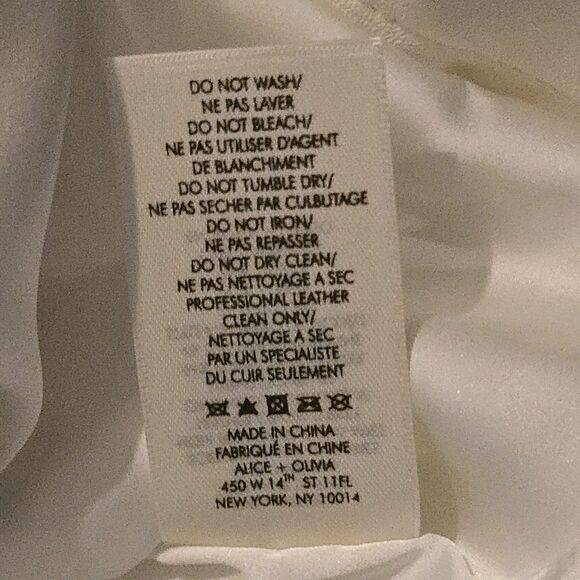 DO NOT WASH/
NE PAS LAVER
DO NOT BLEACH/
NE PAS UTILISER D'AGENT
DE BLANCHIMENT
DO NOT TUMBLE DRY/
NE PAS SECHER PAR CULBUTAGE
DO NOT IRON/
NE PAS REPASSER
DO NOT DRY CLEAN/
NE PAS NETTOYAGE A SEC
PROFESSIONAL LEATHER
CLEAN ONLY/
NETTOYAGE A SEC
PAR UN SPECIALISTE
DU CUIR SEULEMENT
MADE IN CHINA
FABRIQUÉ EN CHINE
ALICE + OLIVIA
450 W 14TH ST 11FL
NEW YORK, NY 10014